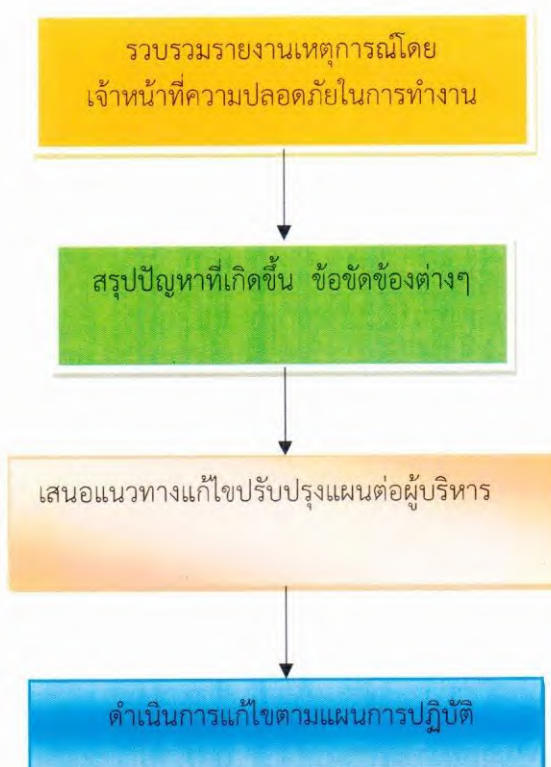 รวบรวมรายงานเหตุการณ์โดย
เจ้าหน้าที่ความปลอดภัยในการทำงาน
สรุปปัญหาที่เกิดขึ้น ข้อขัดข้องต่างๆ
เสนอแนวทางแก้ไขปรับปรุงแผนต่อผู้บริหาร
ดำเนินการแก้ไขตามแผนการปฏิบัติ